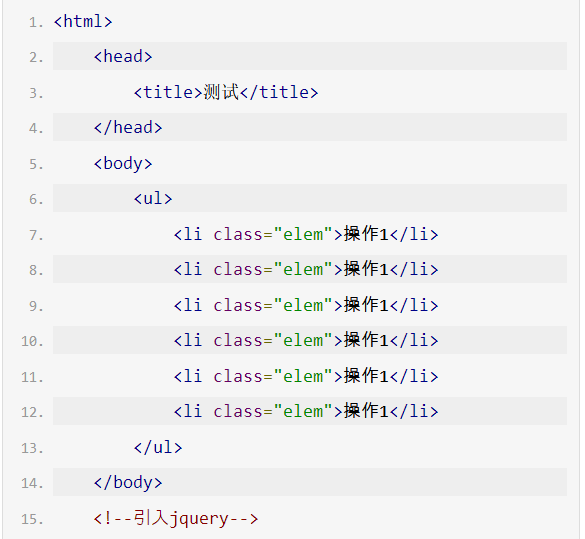 1. <html>
2. <head>
3. <title>测试</title>
4. </head>
5. <body>
6. <ul>
7. <li class="elem">操作1</li>
8. <li class="elem">操作1</li>
9. <li class="elem">操作1</li>
10. <li class="elem">操作1</li>
11. <li class="elem">操作1</li>
12. <li class="elem">操作1</li>
13. </ul>
14. </body>
15. <!--引入jquery-->